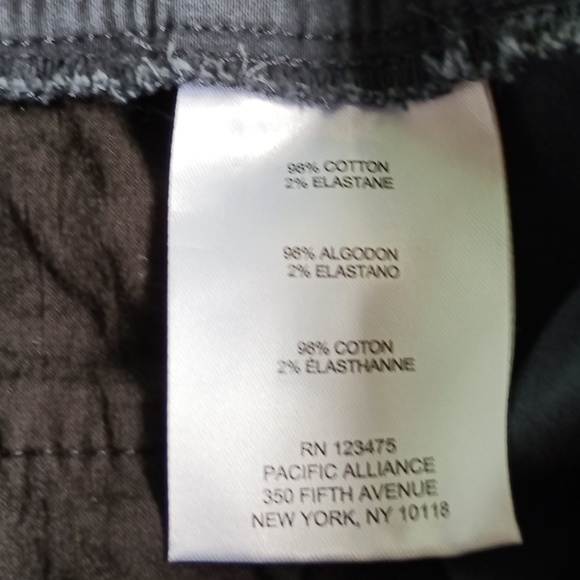 98% COTTON
2% ELASTANE
98% ALGODON
2% ELASTANO
98% COTON
2% ÉLASTHANNE
RN 123475
PACIFIC ALLIANCE
350 FIFTH AVENUE
NEW YORK, NY 10118